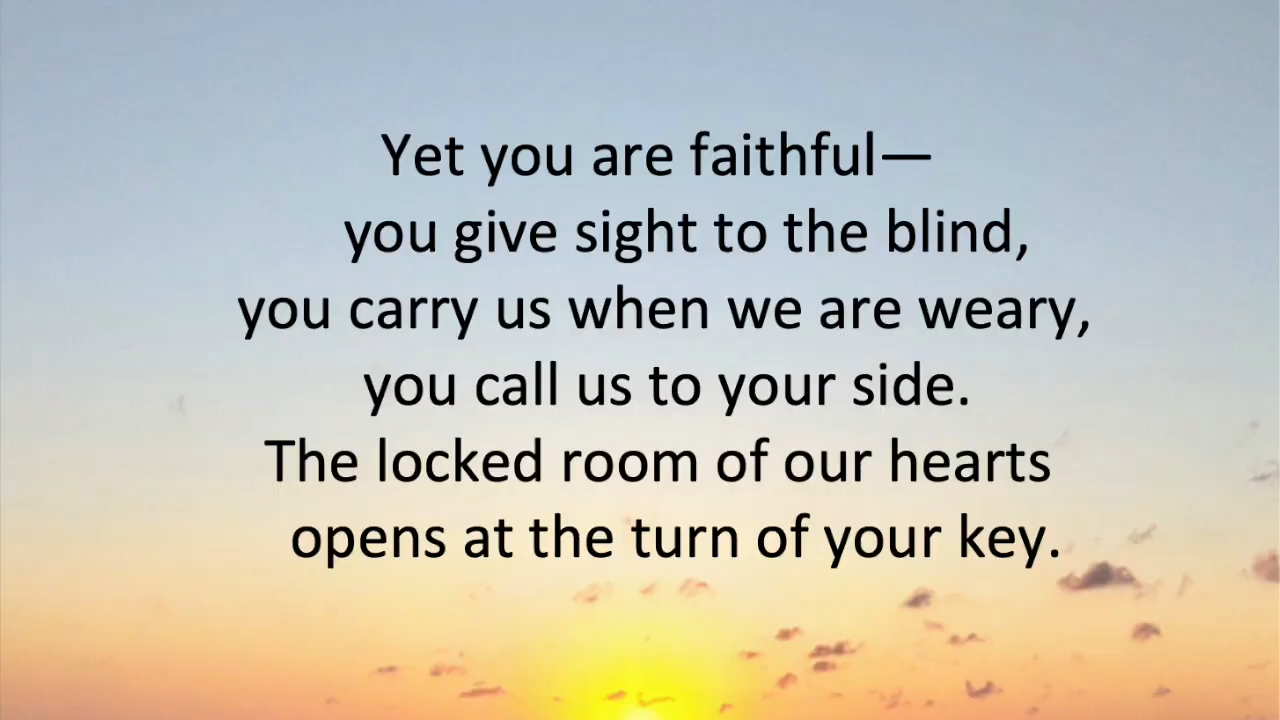 Yet you are faithful—
you give sight to the blind,
you carry us when we are weary,
you call us to your side.
The locked room of our hearts
opens at the turn of your key.